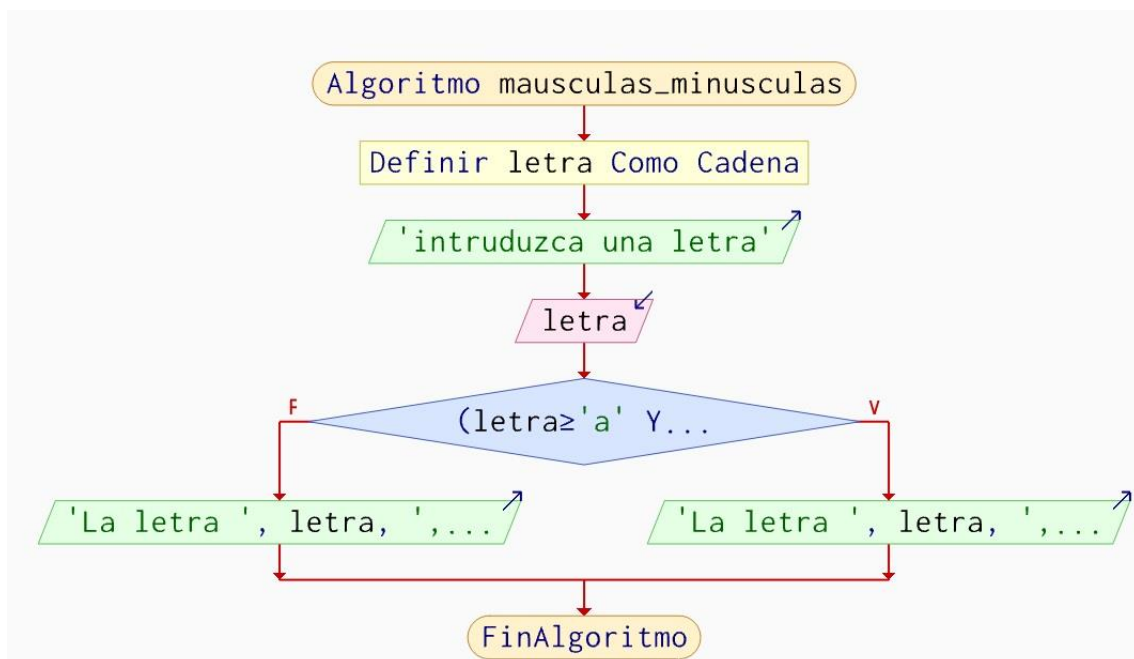 Algoritmo mausculas_minusculas
Definir letra Como Cadena
'intruduzca una letra'
letra
F
(letra≥'a' Y...
V
'La letra ', letra, ',...
'La letra ', letra, ',...
FinAlgoritmo